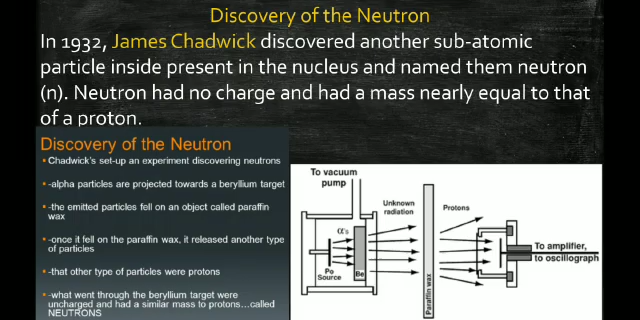 Discovery of the Neutron
In 1932, James Chadwick discovered another sub-atomic
particle inside present in the nucleus and named them neutron
(n). Neutron had no charge and had a mass nearly equal to that
of a proton.
Discovery of the Neutron
Chadwick's set-up an experiment discovering neutrons
-alpha particles are projected towards a beryllium target
-the emitted particles fell on an object called paraffin
wax
-once it fell on the paraffin wax, it released another type
of particles
-that other type of particles were protons
-what went through the beryllium target were
uncharged and had a similar mass to protons...called
NEUTRONS
To vacuum
pump
Unknown
radiation
Protons
α's
Po
Source
Be
Paraffin wax
To amplifier,
to oscillograph